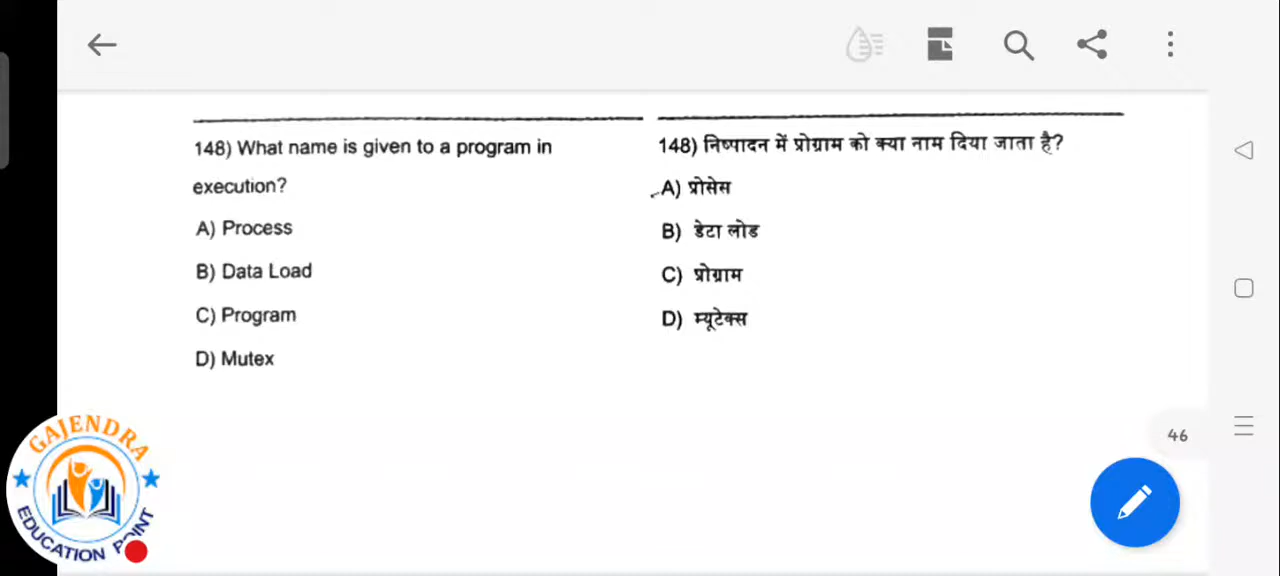 148) What name is given to a program in
execution?
A) Process
B) Data Load
C) Program
D) Mutex
148) निष्पादन में प्रोग्राम को क्या नाम दिया जाता है?
A) प्रोसेस
B) डेटा लोड
C) प्रोग्राम
D) म्यूटेक्स
46
GAJENDRA
EDUCATION POINT